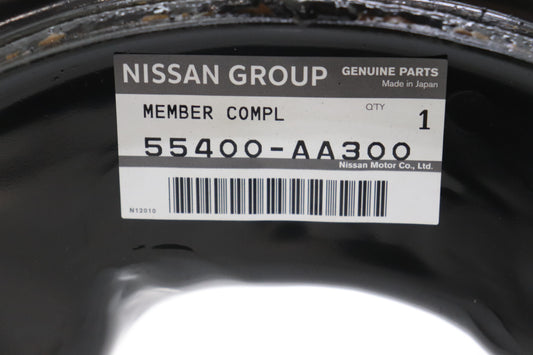 NISSAN GROUP GENUINE PARTS
Made in Japan
MEMBER COMPL Q'TY 1
55400-AA300
Nissan Motor Co., Ltd.
N12010